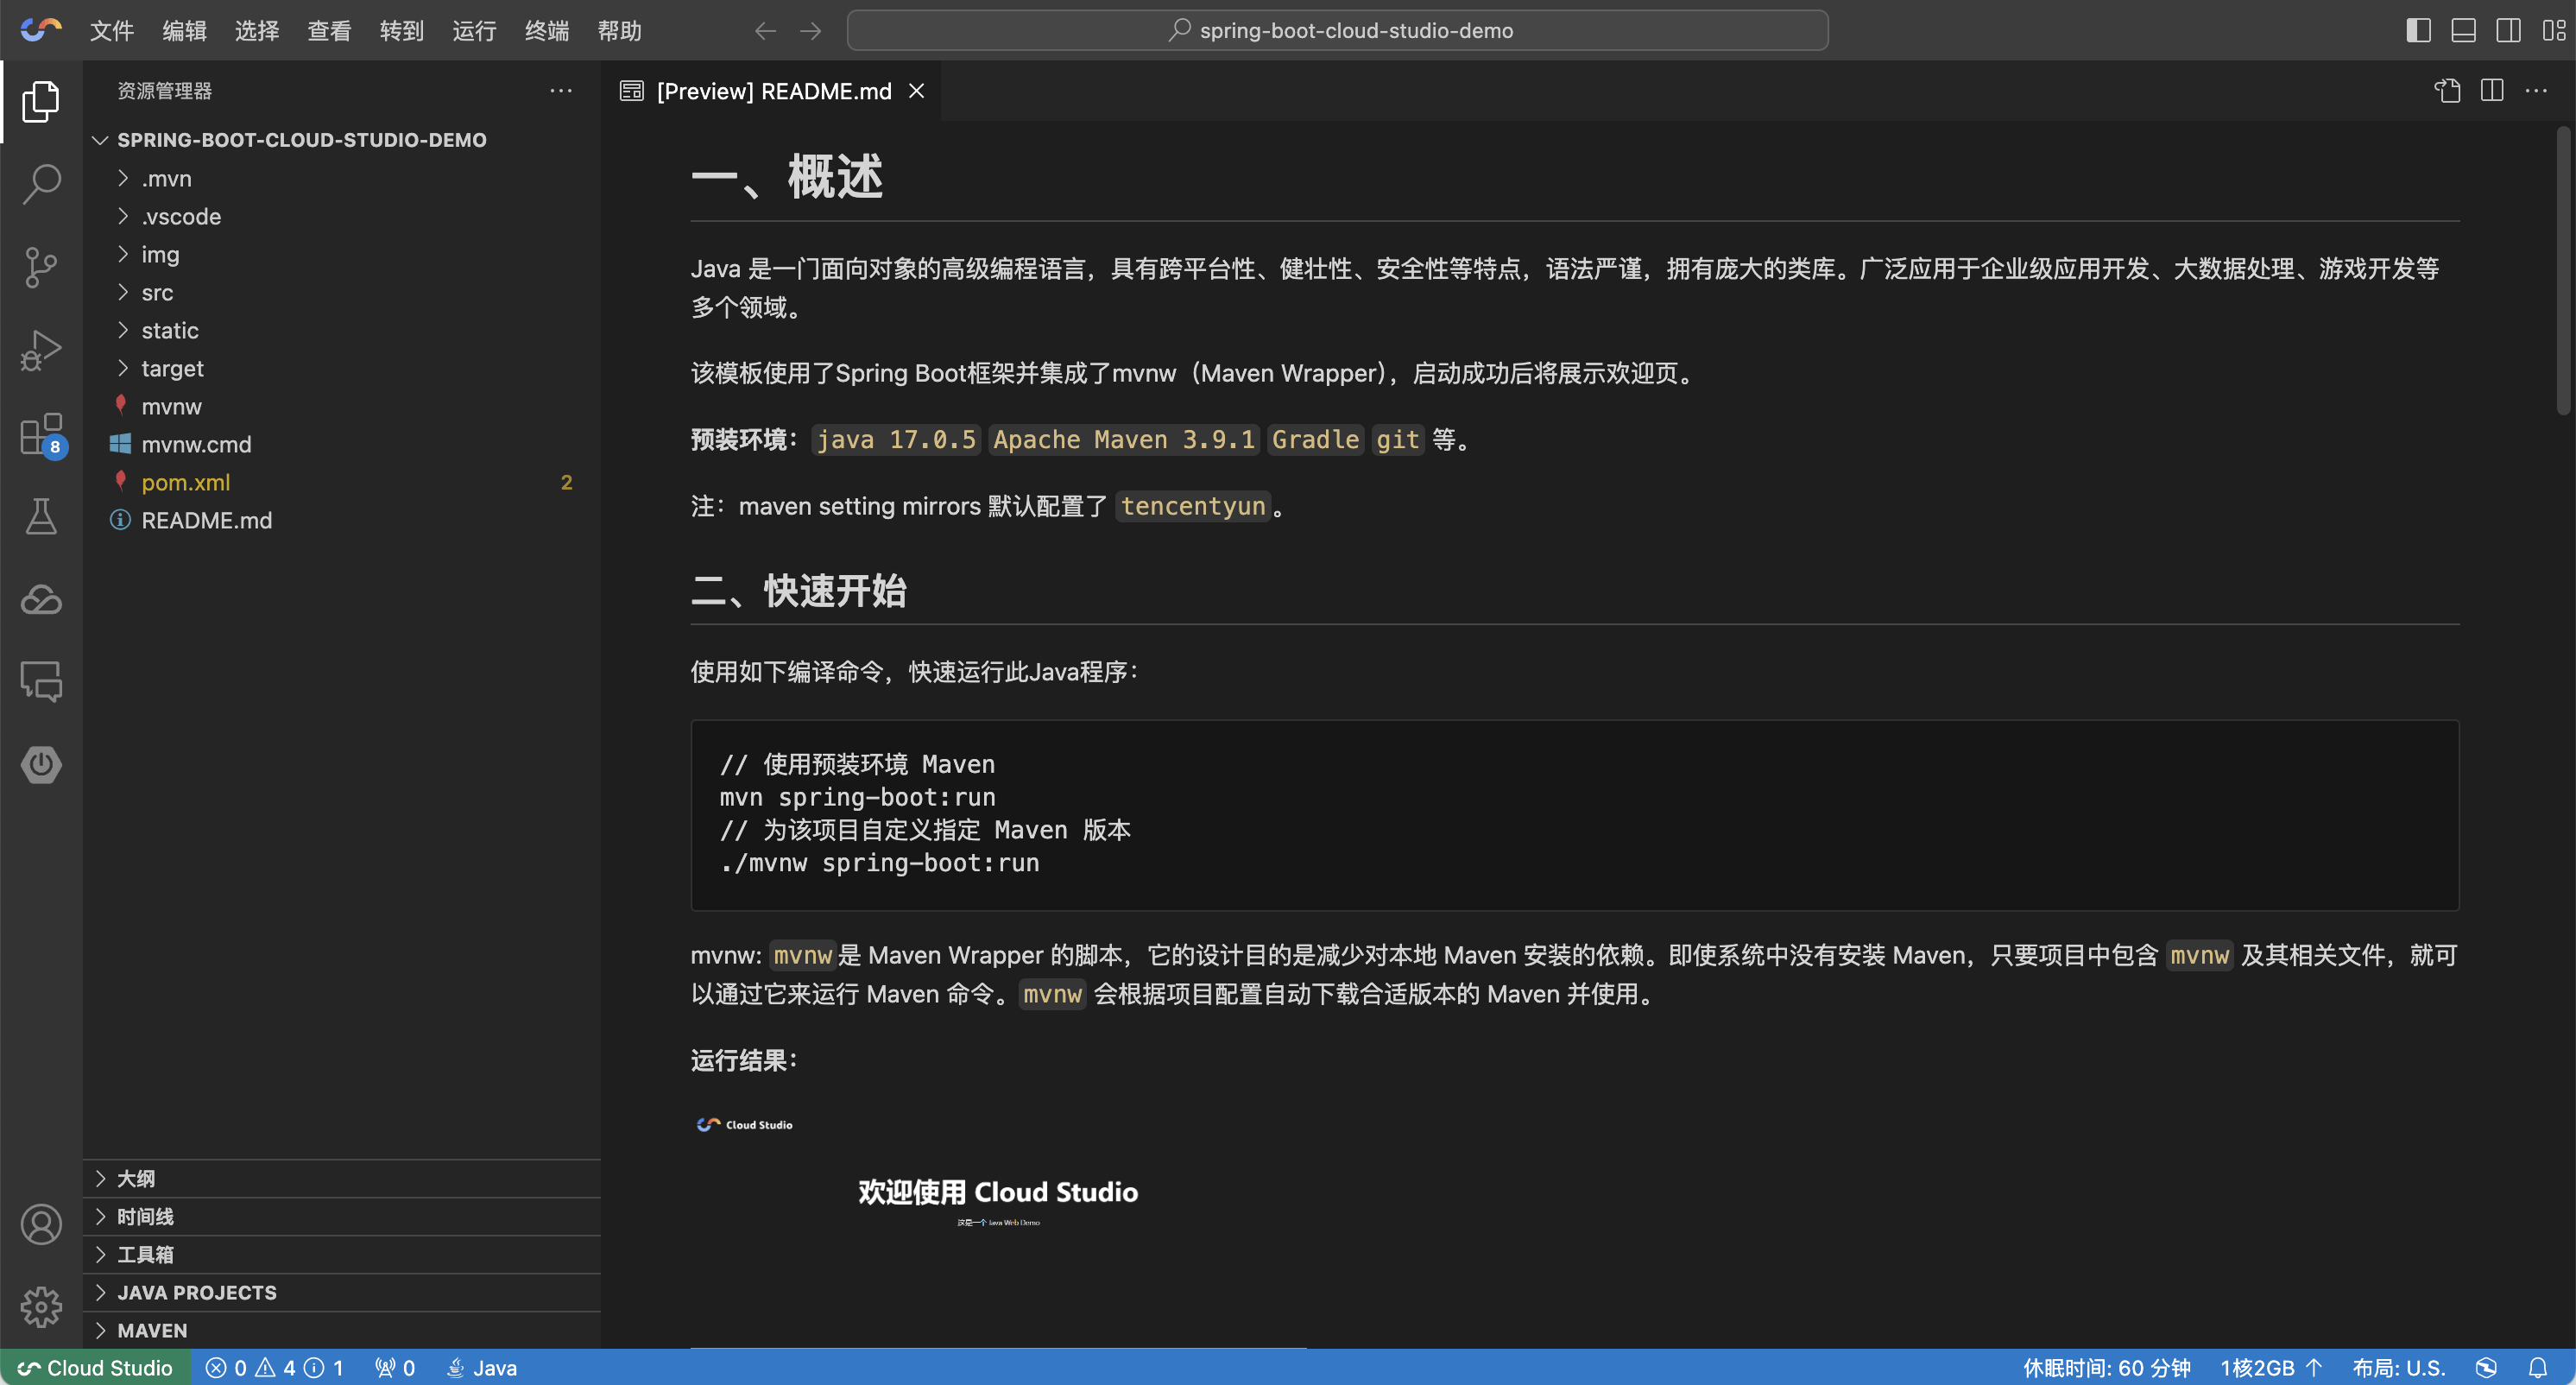 文件 编辑 选择 查看 转到 运行 终端 帮助
spring-boot-cloud-studio-demo
资源管理器
SPRING-BOOT-CLOUD-STUDIO-DEMO
.mvn
.vscode
img
src
static
target
mvnw
mvnw.cmd
pom.xml 2
README.md
8
大纲
时间线
工具箱
JAVA PROJECTS
MAVEN
[Preview] README.md
一、概述
Java 是一门面向对象的高级编程语言，具有跨平台性、健壮性、安全性等特点，语法严谨，拥有庞大的类库。广泛应用于企业级应用开发、大数据处理、游戏开发等
多个领域。
该模板使用了Spring Boot框架并集成了mvnw（Maven Wrapper），启动成功后将展示欢迎页。
预装环境： java 17.0.5 Apache Maven 3.9.1 Gradle git 等。
注：maven setting mirrors 默认配置了 tencentyun 。
二、快速开始
使用如下编译命令，快速运行此Java程序：
// 使用预装环境 Maven
mvn spring-boot:run
// 为该项目自定义指定 Maven 版本
./mvnw spring-boot:run
mvnw: mvnw是 Maven Wrapper 的脚本，它的设计目的是减少对本地 Maven 安装的依赖。即使系统中没有安装 Maven，只要项目中包含 mvnw 及其相关文件，就可
以通过它来运行 Maven 命令。 mvnw 会根据项目配置自动下载合适版本的 Maven 并使用。
运行结果：
Cloud Studio
欢迎使用 Cloud Studio
这是一个 Java Web Demo
Cloud Studio 0 4 1 0 Java 休眠时间: 60 分钟 1核2GB ↑ 布局: U.S.